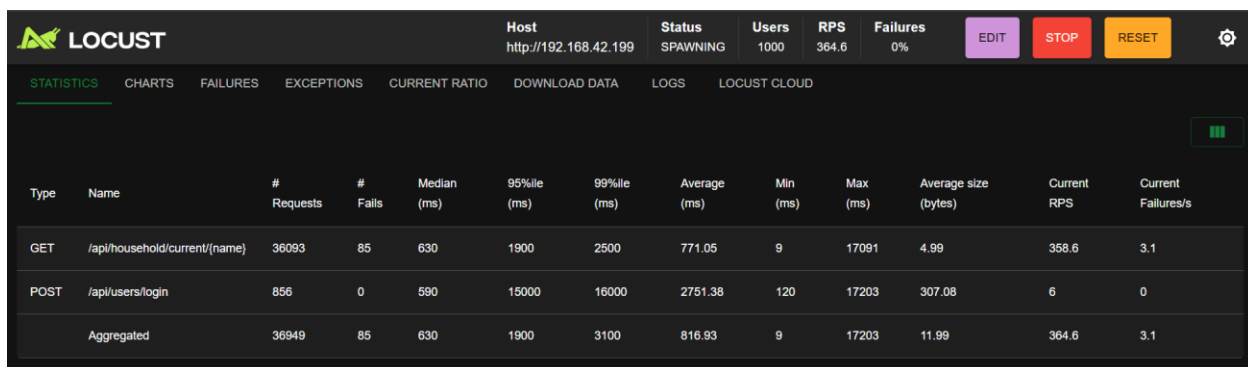 LOCUST
Host Status Users RPS Failures
http://192.168.42.199 SPAWNING 1000 364.6 0%
EDIT STOP RESET
STATISTICS CHARTS FAILURES EXCEPTIONS CURRENT RATIO DOWNLOAD DATA LOGS LOCUST CLOUD
Type Name # Requests # Fails Median (ms) 95%ile (ms) 99%ile (ms) Average (ms) Min (ms) Max (ms) Average size (bytes) Current RPS Current Failures/s
GET /api/household/current/{name} 36093 85 630 1900 2500 771.05 9 17091 4.99 358.6 3.1
POST /api/users/login 856 0 590 15000 16000 2751.38 120 17203 307.08 6 0
Aggregated 36949 85 630 1900 3100 816.93 9 17203 11.99 364.6 3.1